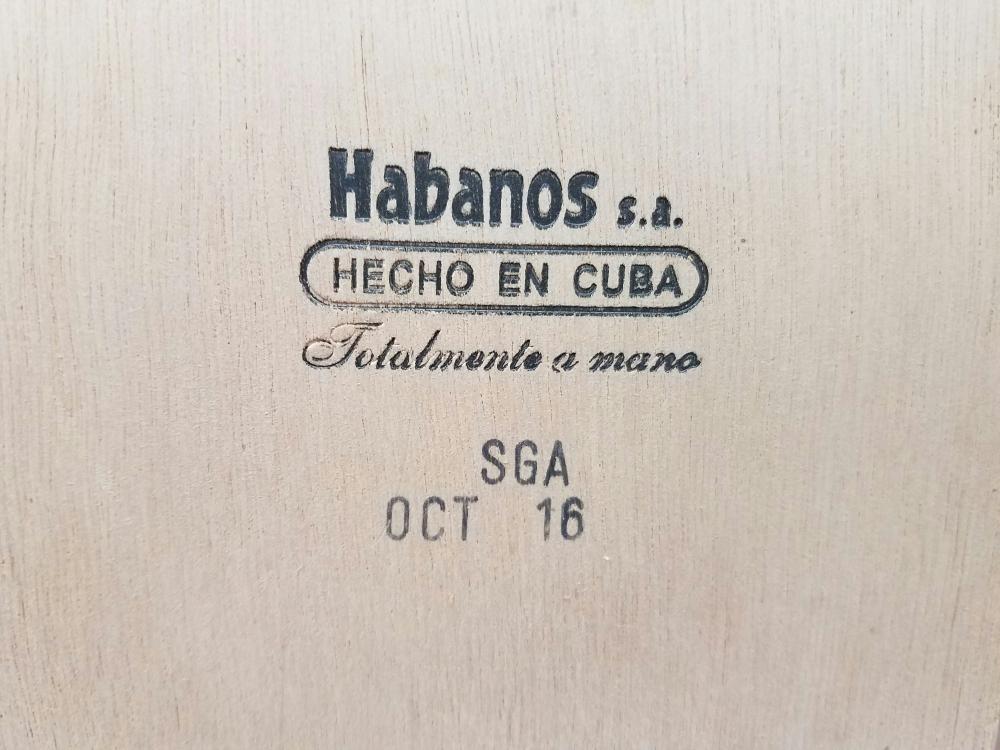 Habanos s.a.
HECHO EN CUBA
Totalmente a mano
SGA
OCT 16